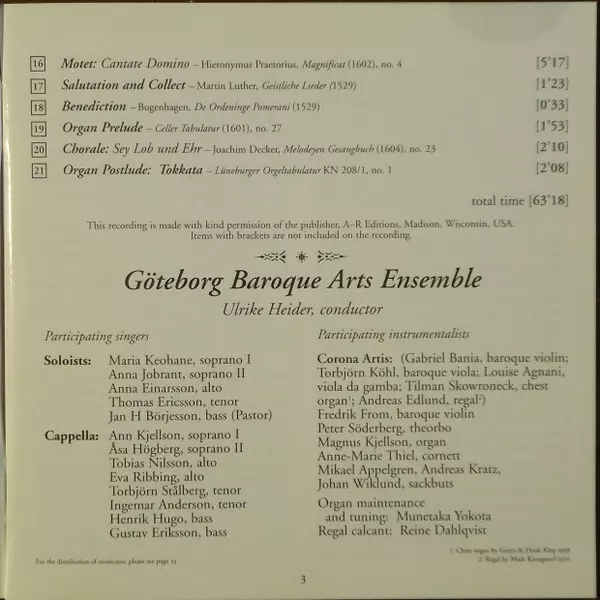 16 Motet: Cantate Domino – Hieronymus Praetorius, Magnificat (1602), no. 4 [5'17]
17 Salutation and Collect – Martin Luther, Geistliche Lieder (1529) [1'23]
18 Benediction – Bugenhagen, De Ordeninge Pomerani (1529) [0'33]
19 Organ Prelude – Celler Tabulatur (1601), no. 27 [1'53]
20 Chorale: Sey Lob und Ehr – Joachim Decker, Melodeyen Gesangbuch (1604), no. 23 [2'10]
21 Organ Postlude: Tokkata – Lüneburger Orgeltabulatur KN 208/1, no. 1 [2'08]
total time [63'18]
This recording is made with kind permission of the publisher, A–R Editions, Madison, Wisconsin, USA.
Items with brackets are not included on the recording.
Göteborg Baroque Arts Ensemble
Ulrike Heider, conductor
Participating singers
Soloists: Maria Keohane, soprano I
Anna Jobrant, soprano II
Anna Einarsson, alto
Thomas Ericsson, tenor
Jan H Börjesson, bass (Pastor)
Cappella: Ann Kjellson, soprano I
Åsa Högberg, soprano II
Tobias Nilsson, alto
Eva Ribbing, alto
Torbjörn Stålberg, tenor
Ingemar Anderson, tenor
Henrik Hugo, bass
Gustav Eriksson, bass
Participating instrumentalists
Corona Artis: (Gabriel Bania, baroque violin;
Torbjörn Köhl, baroque viola; Louise Agnani,
viola da gamba; Tilman Skowroneck, chest
organ¹; Andreas Edlund, regal²)
Fredrik From, baroque violin
Peter Söderberg, theorbo
Magnus Kjellson, organ
Anne-Marie Thiel, cornett
Mikael Appelgren, Andreas Kratz,
Johan Wiklund, sackbuts
Organ maintenance
and tuning: Munetaka Yokota
Regal calcant: Reine Dahlqvist
For the distribution of musicians, please see page 21
1: Chest organ by
2: Regal by Mads Kjersgaard
3